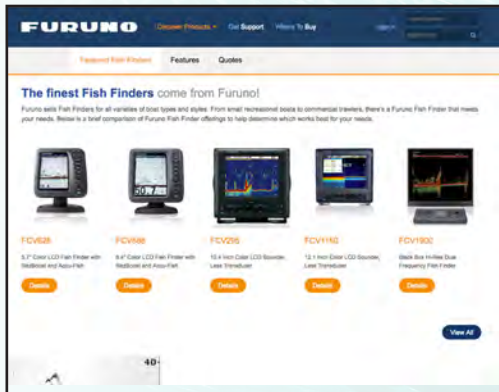 FURUNO
Discover Products Get Support Where To Buy
Featured Fish Finders Features Quotes
The finest Fish Finders come from Furuno!
Furuno sells Fish Finders for all varieties of boat types and styles. From small recreational boats to commercial trawlers, there's a Furuno Fish Finder that meets
your needs. Below is a brief comparison of Furuno Fish Finder offerings to help determine which works best for your needs.
FCV628 FCV588 FCV295 FCV1150 FCV1900
5.7" Color LCD Fish Finder with 8.4" Color LCD Fish Finder with 10.4 Inch Color LCD Sounder, 12.1 Inch Color LCD Sounder, Black Box Hi-Res Dual
RezBoost and Accu-Fish Less Transducer Less Transducer Frequency Fish Finder
Details Details Details Details Details
View All
40